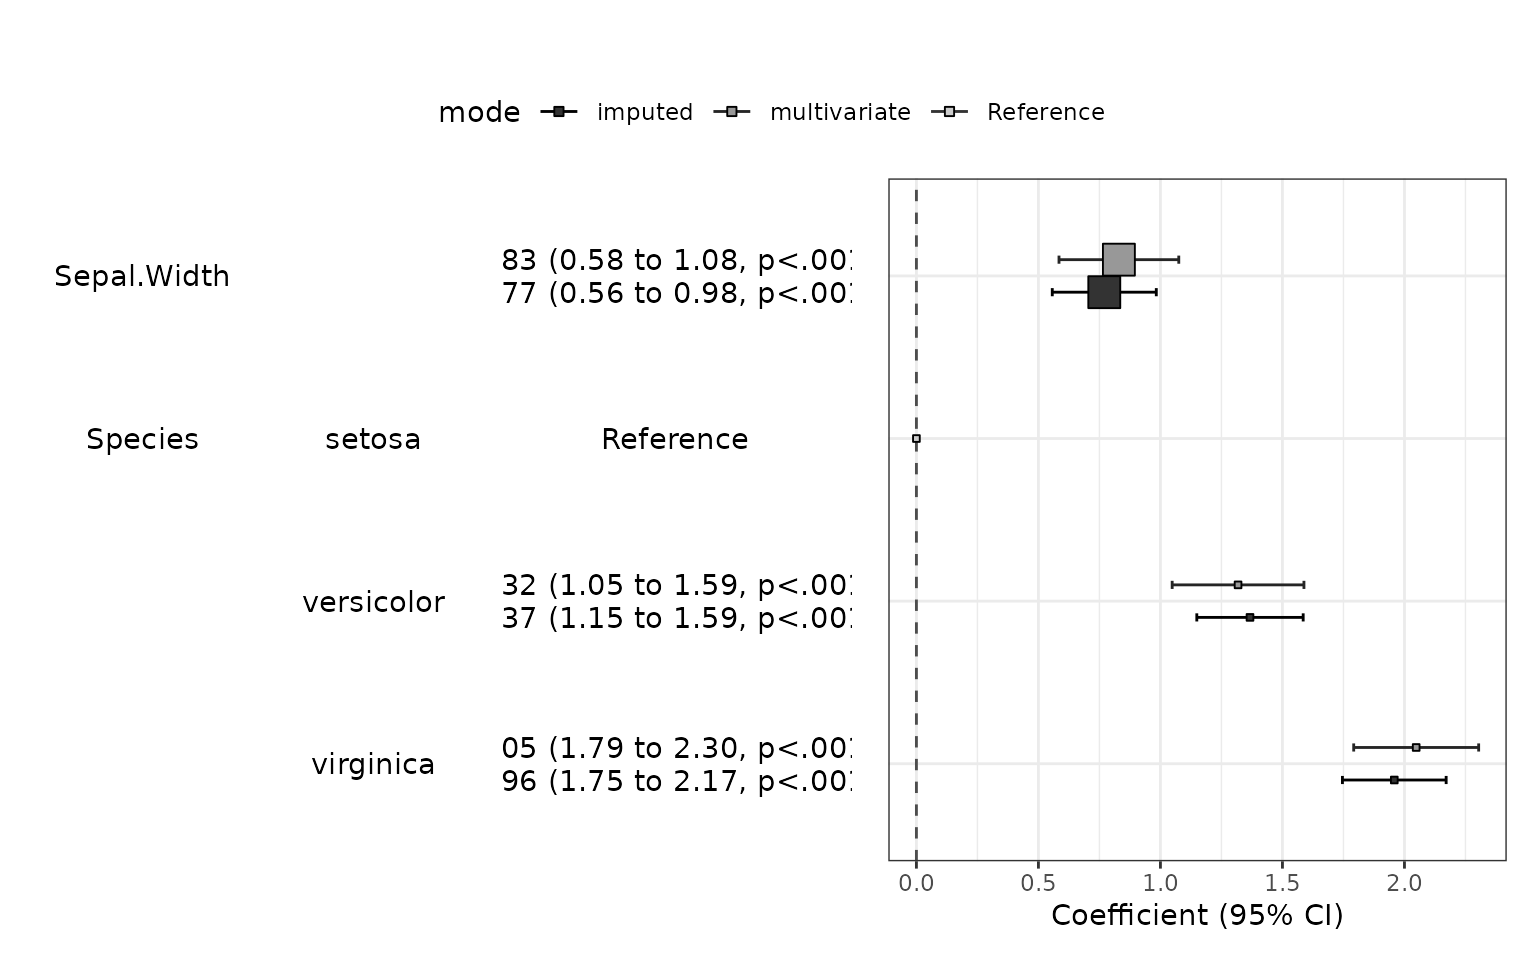 mode imputed multivariate Reference
Sepal.Width
83 (0.58 to 1.08, p<.00
77 (0.56 to 0.98, p<.00
Species setosa Reference
versicolor
32 (1.05 to 1.59, p<.00
37 (1.15 to 1.59, p<.00
virginica
05 (1.79 to 2.30, p<.00
96 (1.75 to 2.17, p<.00
0.0 0.5 1.0 1.5 2.0
Coefficient (95% CI)